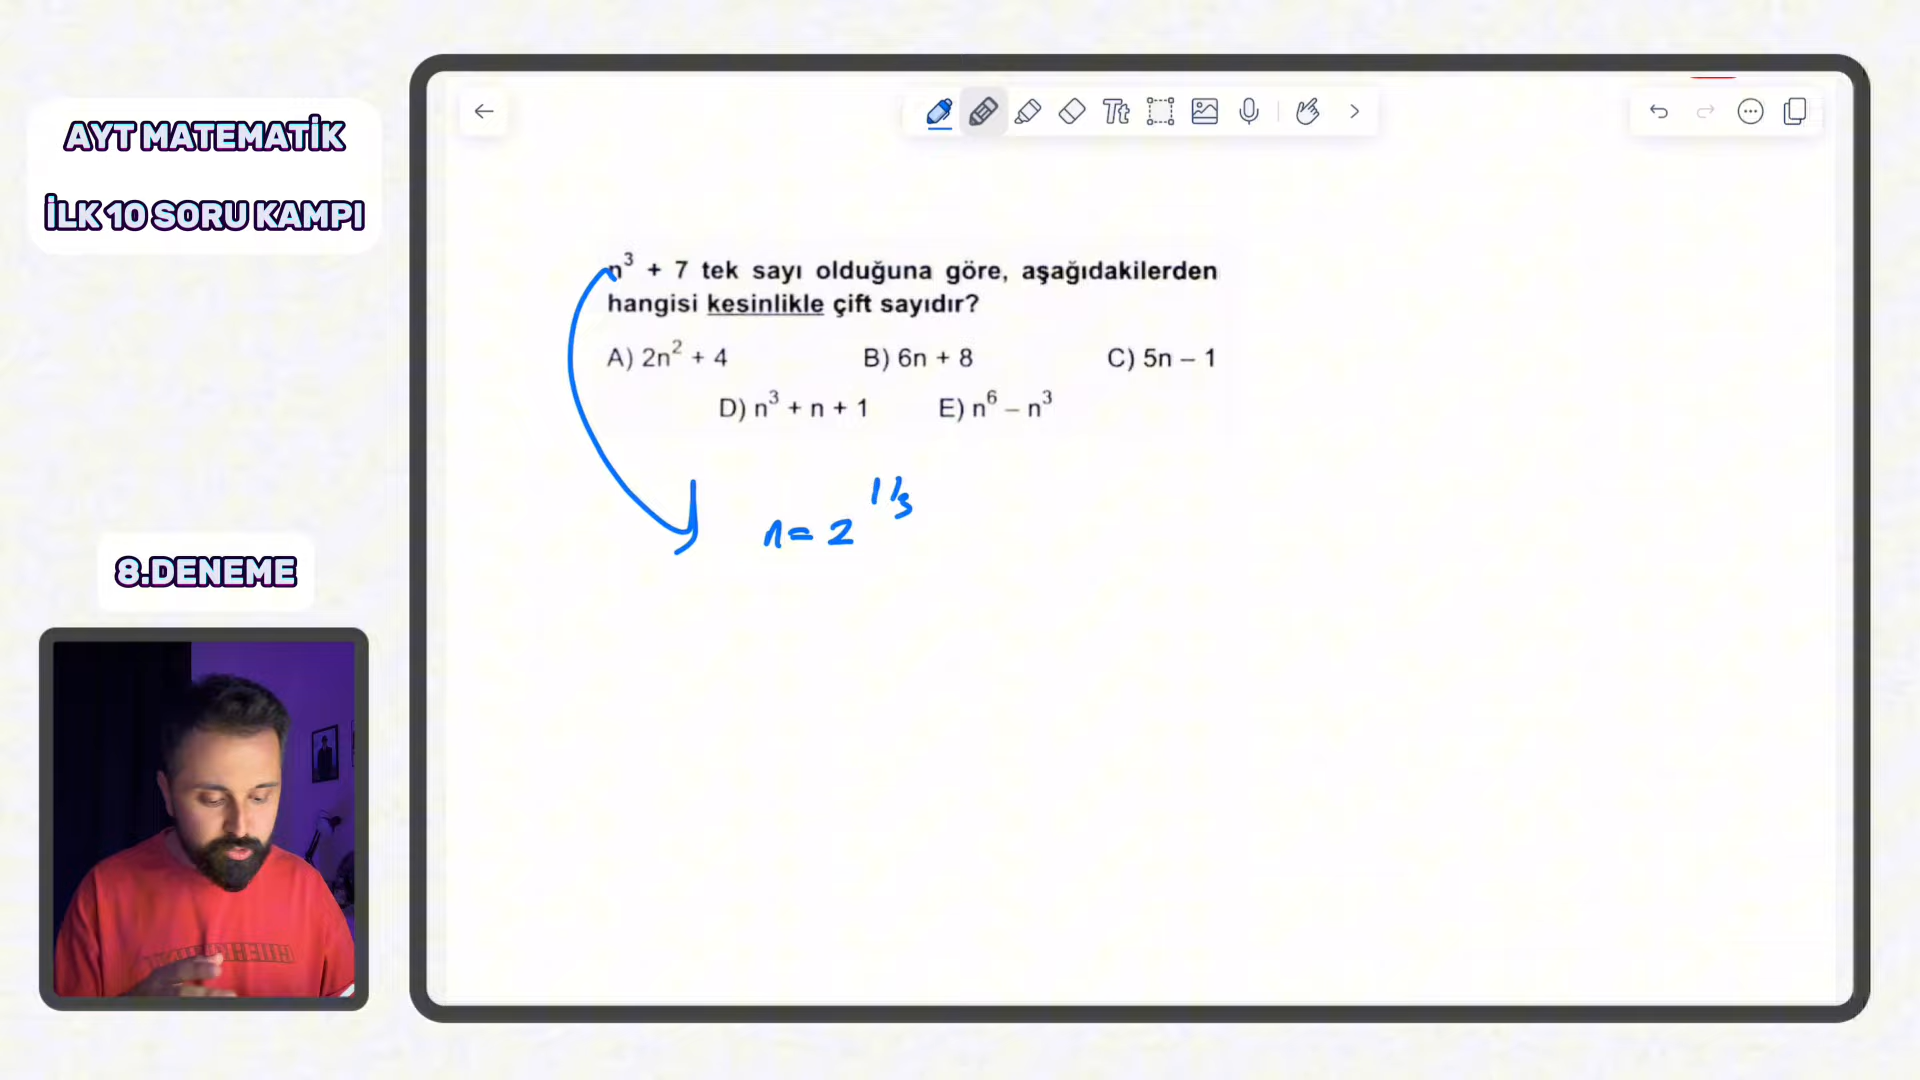 AYT MATEMATİK
İLK 10 SORU KAMPI
8.DENEME
Tt
n³ + 7 tek sayı olduğuna göre, aşağıdakilerden
hangisi kesinlikle çift sayıdır?
A) 2n² + 4 B) 6n + 8 C) 5n – 1
D) n³ + n + 1 E) n⁶ – n³
n = 2^1/3